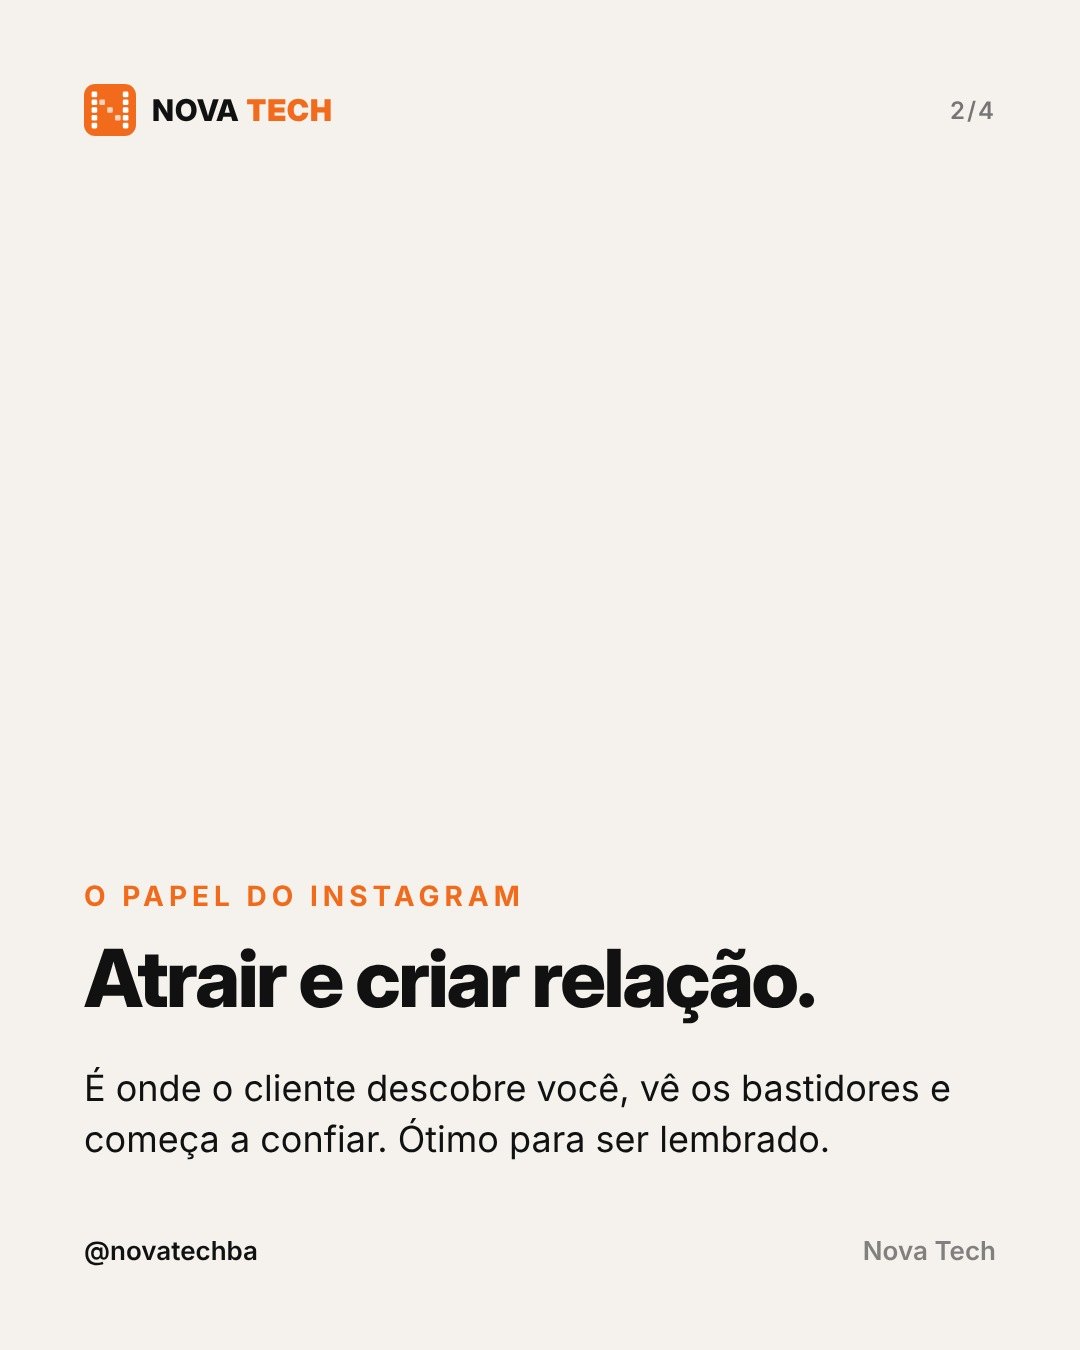 NOVA TECH
2/4
O PAPEL DO INSTAGRAM
Atrair e criar relação.
É onde o cliente descobre você, vê os bastidores e
começa a confiar. Ótimo para ser lembrado.
@novatechba
Nova Tech